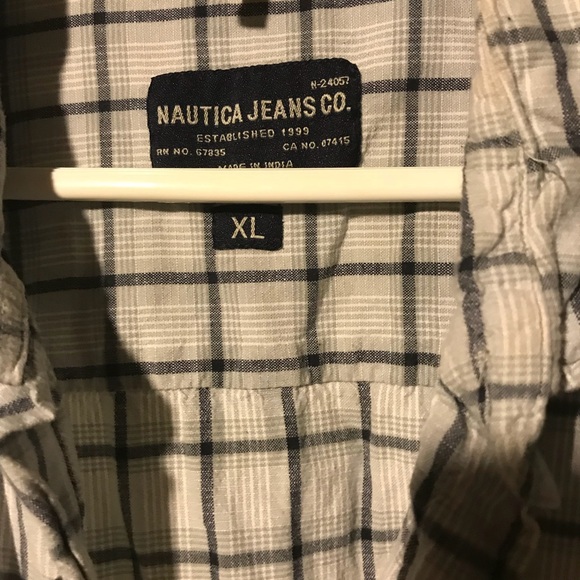 N-24057
NAUTICA JEANS CO.
ESTABLISHED 1999
RN NO. 67835 CA NO. 07415
MADE IN INDIA
XL